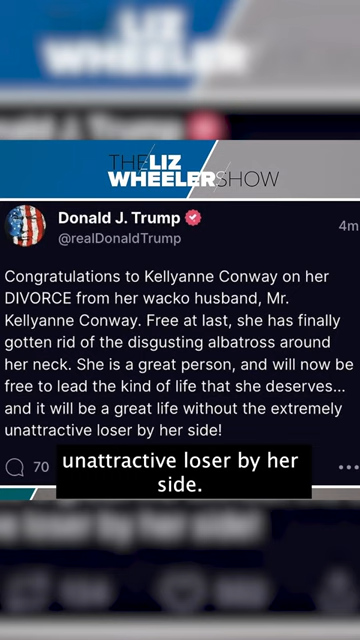 THE LIZ
WHEELER SHOW
Donald J. Trump
4m
@realDonaldTrump
Congratulations to Kellyanne Conway on her
DIVORCE from her wacko husband, Mr.
Kellyanne Conway. Free at last, she has finally
gotten rid of the disgusting albatross around
her neck. She is a great person, and will now be
free to lead the kind of life that she deserves...
and it will be a great life without the extremely
unattractive loser by her side!
70
unattractive loser by her
side.